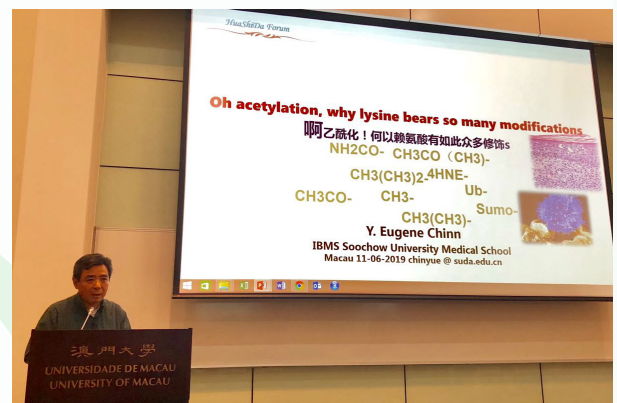 HuaShiDa Forum
Oh acetylation, why lysine bears so many modifications
啊乙酰化！何以赖氨酸有如此众多修饰s
NH2CO- CH3CO（CH3)-
CH3(CH3)2-4HNE-
Ub-
CH3CO- CH3-
Sumo-
CH3(CH3)-
Y. Eugene Chinn
IBMS Soochow University Medical School
Macau 11-06-2019 chinyue @ suda.edu.cn
澳門大學
UNIVERSIDADE DE MACAU
UNIVERSITY OF MACAU